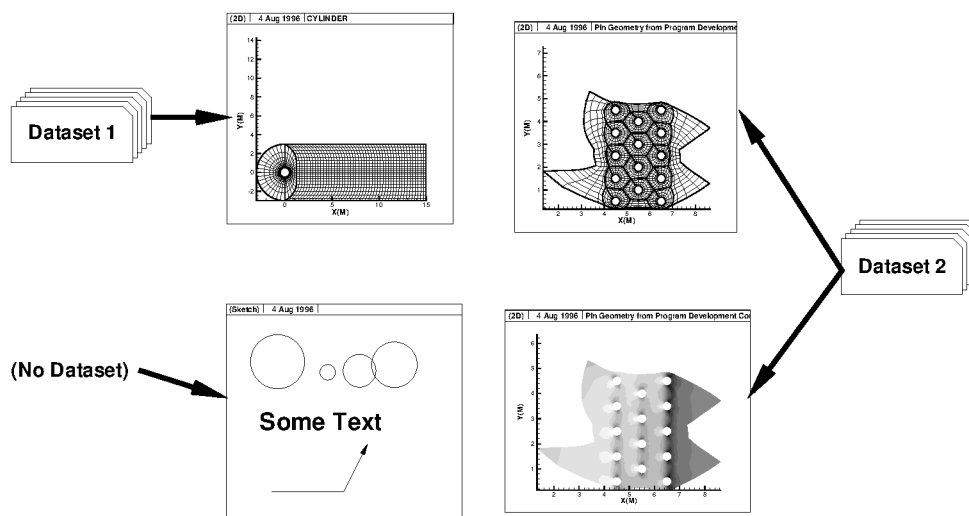 (2D) | 4 Aug 1996 | CYLINDER
14
12
10
8
6
4
2
0
-2
Y(M)
0
5
10
15
X(M)
(2D) | 4 Aug 1996 | Pin Geometry from Program Developme
7
6
5
4
3
2
1
Y(M)
2
3
4
5
6
7
8
X(M)
Dataset 1
Dataset 2
(Sketch) | 4 Aug 1996 |
Some Text
(No Dataset)
(2D) | 4 Aug 1996 | Pin Geometry from Program Development Co
6
5
4
3
2
1
Y(M)
2
3
4
5
6
7
8
X(M)